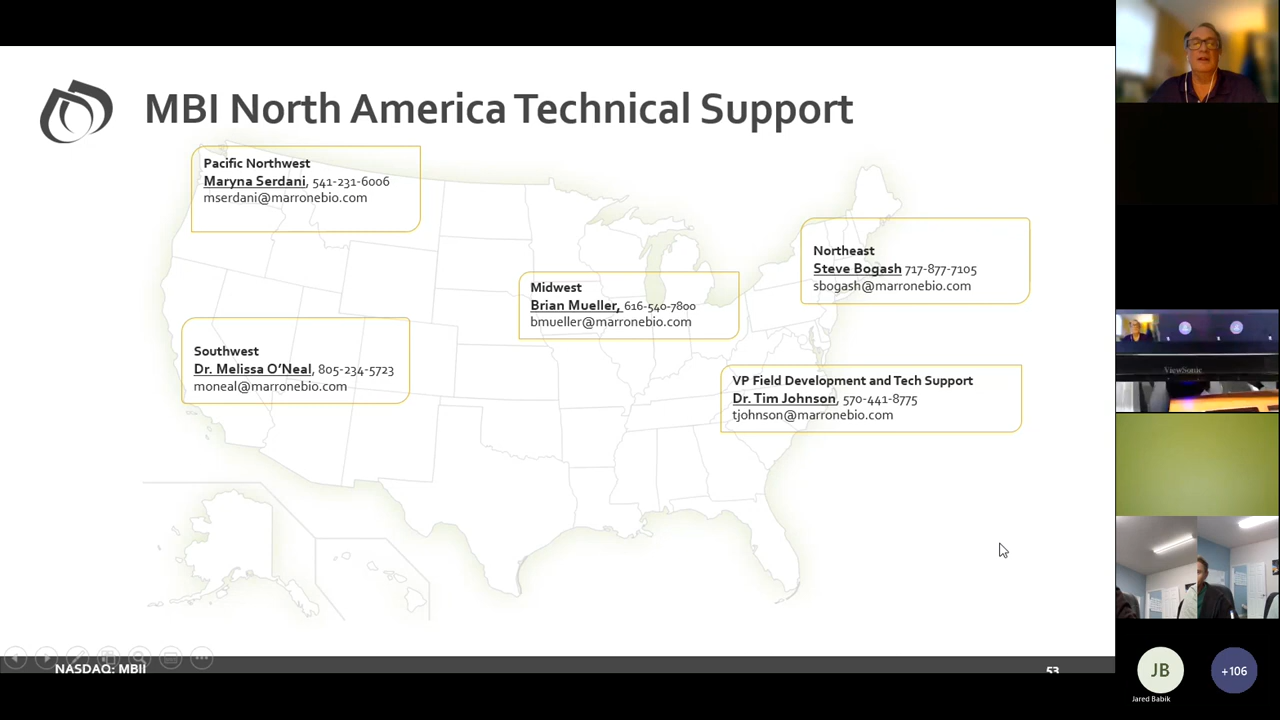 MBI North America Technical Support
Pacific Northwest
Maryna Serdani, 541-231-6006
mserdani@marronebio.com
Northeast
Steve Bogash 717-877-7105
sbogash@marronebio.com
Midwest
Brian Mueller, 616-540-7800
bmueller@marronebio.com
Southwest
Dr. Melissa O'Neal, 805-234-5723
moneal@marronebio.com
VP Field Development and Tech Support
Dr. Tim Johnson, 570-441-8775
tjohnson@marronebio.com
NASDAQ: MBII
53
ViewSonic
JB
+106
Jared Babik